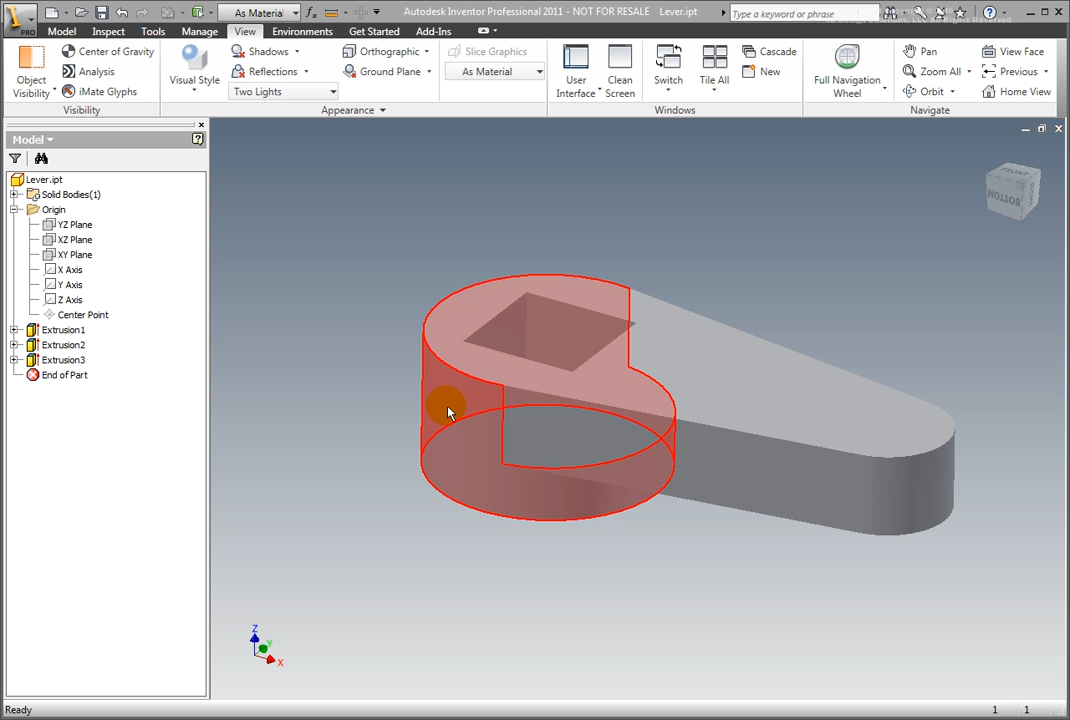 PRO
As Material
Autodesk Inventor Professional 2011 - NOT FOR RESALE Lever.ipt
Type a keyword or phrase
Model Inspect Tools Manage View Environments Get Started Add-Ins
Object Visibility
Center of Gravity
Analysis
iMate Glyphs
Visibility
Visual Style
Shadows
Reflections
Two Lights
Orthographic
Ground Plane
Slice Graphics
As Material
Appearance
User Interface
Clean Screen
Switch
Tile All
Cascade
New
Windows
Full Navigation Wheel
Pan
Zoom All
Orbit
View Face
Previous
Home View
Navigate
Model
Lever.ipt
Solid Bodies(1)
Origin
YZ Plane
XZ Plane
XY Plane
X Axis
Y Axis
Z Axis
Center Point
Extrusion1
Extrusion2
Extrusion3
End of Part
FRONT
BOTTOM
Z
Y
X
Ready
1 1